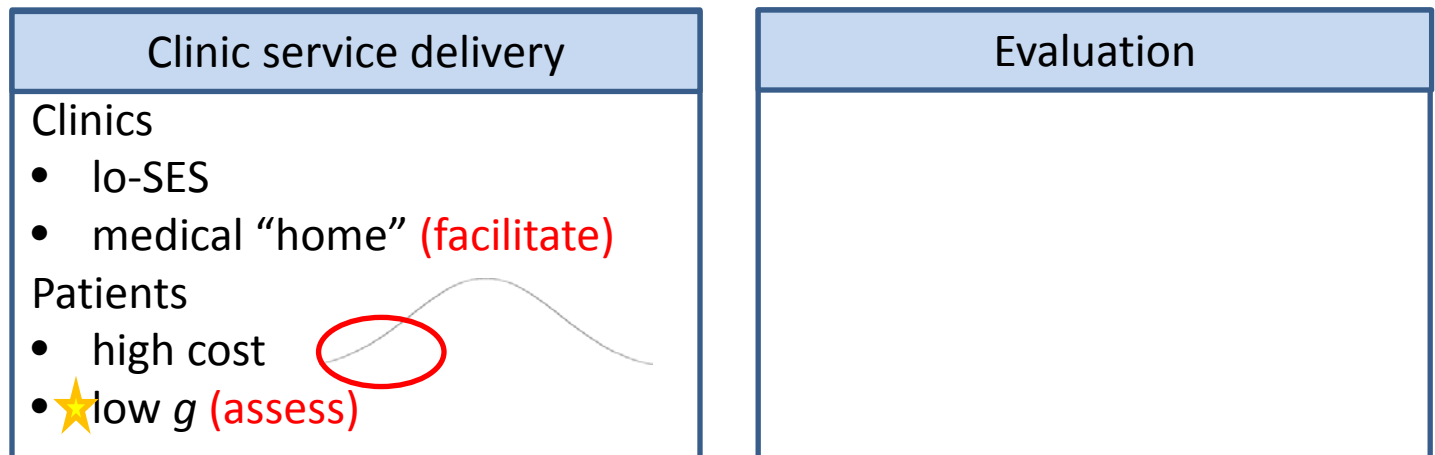 Clinic service delivery
Clinics
• lo-SES
• medical “home” (facilitate)
Patients
• high cost
• low g (assess)
Evaluation